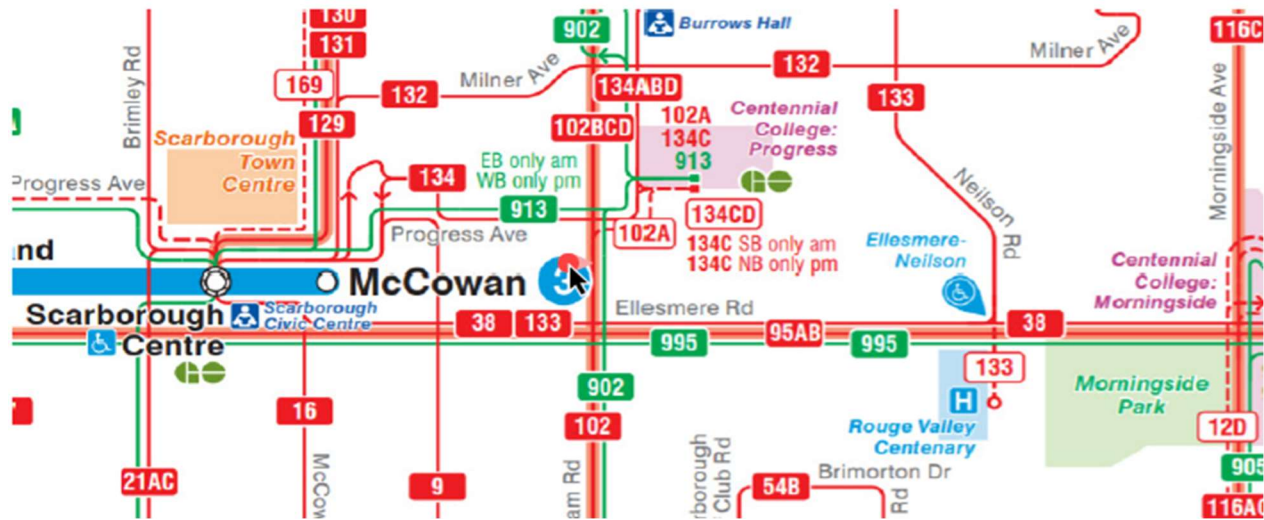 130
131
169
129
132
Milner Ave
902
Burrows Hall
134ABD
102BCD
132
Milner Ave
116C
133
Brimley Rd
Morningside Ave
Scarborough
Town
Centre
102A
134C
913
Centennial
College:
Progress
EB only am
WB only pm
Progress Ave
134
913
Progress Ave
102A
134CD
134C SB only am
134C NB only pm
Neilson Rd
Ellesmere-
Neilson
Centennial
College:
Morningside
McCowan
3
Scarborough
Centre
Scarborough
Civic Centre
Ellesmere Rd
38
133
995
95AB
995
38
133
H
Rouge Valley
Centenary
Morningside
Park
12D
902
102
16
9
21AC
54B
Brimorton Dr
Club Rd
Rd
905